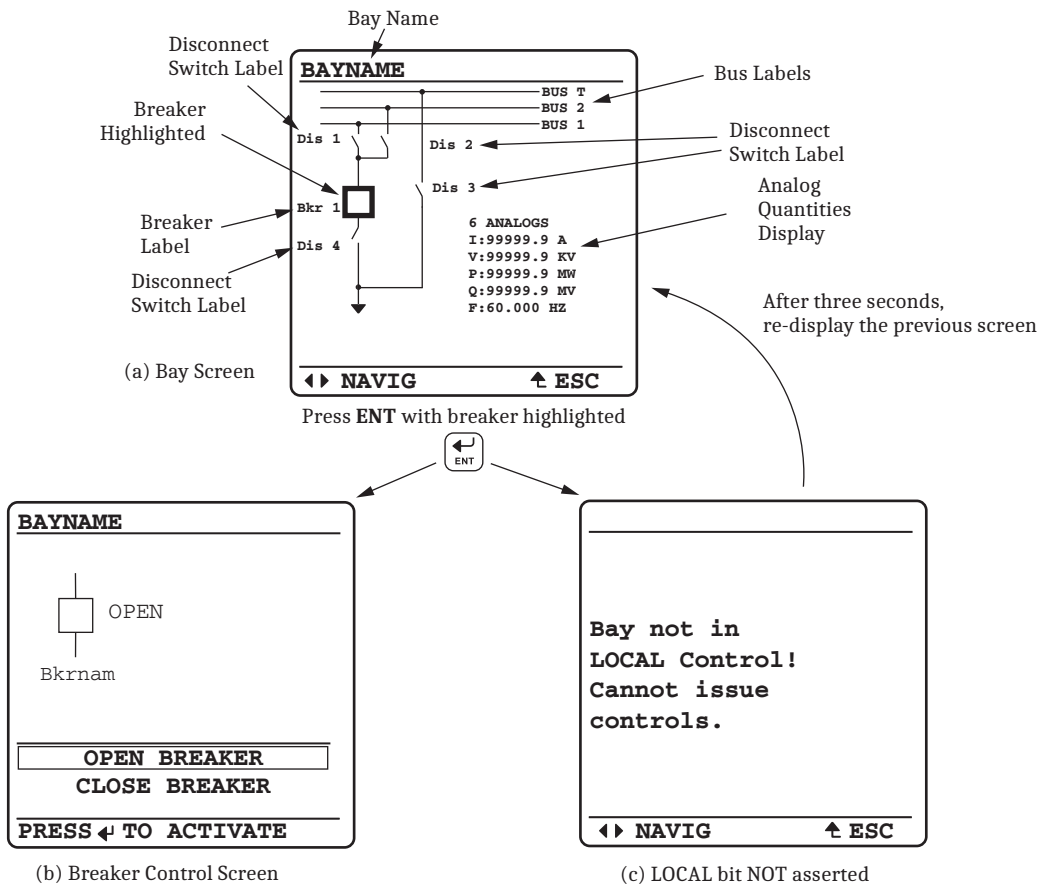 Bay Name
Disconnect
Switch Label
BAYNAME
Bus Labels
BUS T
BUS 2
BUS 1
Breaker
Highlighted
Dis 1
Dis 2
Disconnect
Switch Label
Dis 3
Bkr 1
Breaker
Label
Analog
Quantities
Display
6 ANALOGS
I:99999.9 A
V:99999.9 KV
P:99999.9 MW
Q:99999.9 MV
F:60.000 HZ
Dis 4
Disconnect
Switch Label
After three seconds,
re-display the previous screen
(a) Bay Screen
NAVIG ESC
Press ENT with breaker highlighted
ENT
BAYNAME
OPEN
Bkrnam
OPEN BREAKER
CLOSE BREAKER
PRESS TO ACTIVATE
(b) Breaker Control Screen
Bay not in
LOCAL Control!
Cannot issue
controls.
NAVIG ESC
(c) LOCAL bit NOT asserted